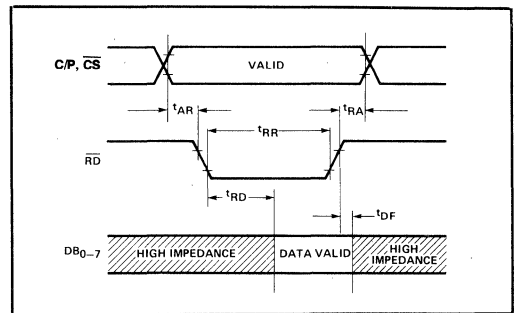 C/P, CS VALID
tAR tRA
tRR
RD
tRD
tDF
DB0–7 HIGH IMPEDANCE DATA VALID HIGH IMPEDANCE